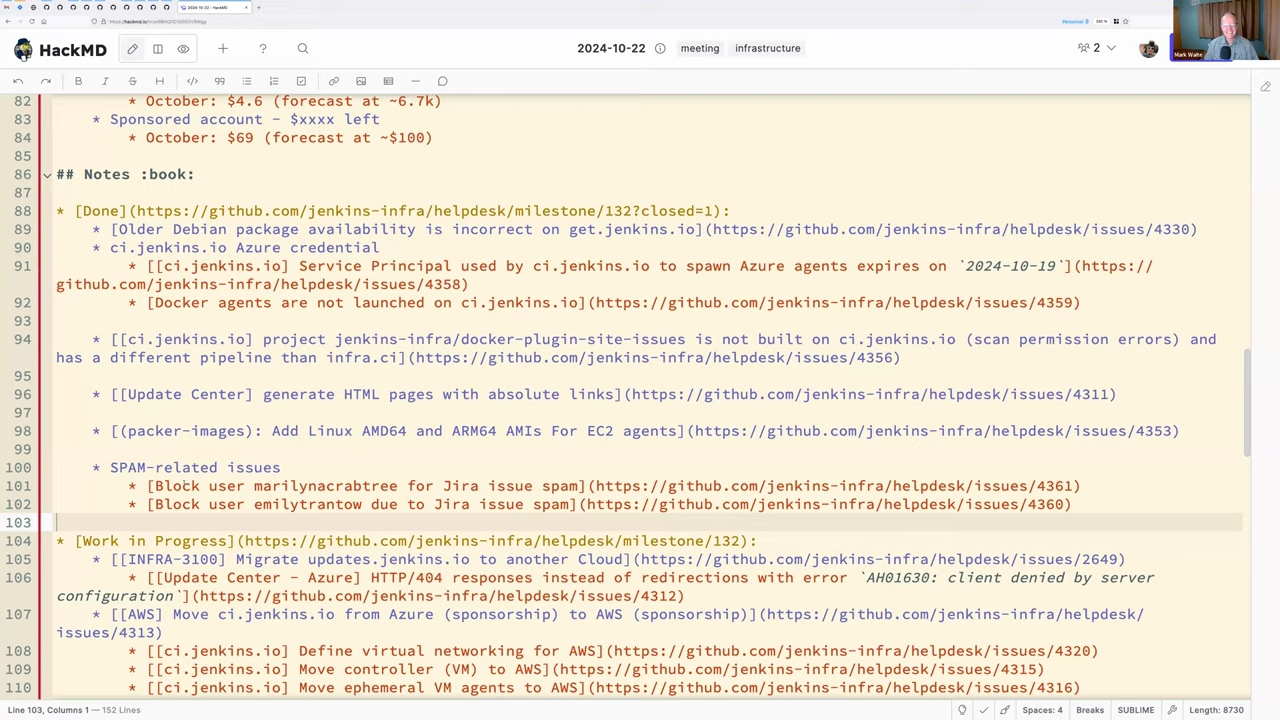 2024-10-22 - HackMD
Personnel
240 %
HackMD
2024-10-22
meeting
infrastructure
2
Mark Waite
82 * October: $4.6 (forecast at ~6.7k)
83 * Sponsored account - $xxxx left
84 * October: $69 (forecast at ~$100)
85
86 ## Notes :book:
87
88 * [Done](https://github.com/jenkins-infra/helpdesk/milestone/132?closed=1):
89 * [Older Debian package availability is incorrect on get.jenkins.io](https://github.com/jenkins-infra/helpdesk/issues/4330)
90 * ci.jenkins.io Azure credential
91 * [[ci.jenkins.io] Service Principal used by ci.jenkins.io to spawn Azure agents expires on `2024-10-19`](https://
github.com/jenkins-infra/helpdesk/issues/4358)
92 * [Docker agents are not launched on ci.jenkins.io](https://github.com/jenkins-infra/helpdesk/issues/4359)
93
94 * [[ci.jenkins.io] project jenkins-infra/docker-plugin-site-issues is not built on ci.jenkins.io (scan permission errors) and
has a different pipeline than infra.ci](https://github.com/jenkins-infra/helpdesk/issues/4356)
95
96 * [[Update Center] generate HTML pages with absolute links](https://github.com/jenkins-infra/helpdesk/issues/4311)
97
98 * [(packer-images): Add Linux AMD64 and ARM64 AMIs For EC2 agents](https://github.com/jenkins-infra/helpdesk/issues/4353)
99
100 * SPAM-related issues
101 * [Block user marilynacrabtree for Jira issue spam](https://github.com/jenkins-infra/helpdesk/issues/4361)
102 * [Block user emilytrantow due to Jira issue spam](https://github.com/jenkins-infra/helpdesk/issues/4360)
103
104 * [Work in Progress](https://github.com/jenkins-infra/helpdesk/milestone/132):
105 * [[INFRA-3100] Migrate updates.jenkins.io to another Cloud](https://github.com/jenkins-infra/helpdesk/issues/2649)
106 * [[Update Center - Azure] HTTP/404 responses instead of redirections with error `AH01630: client denied by server
configuration`](https://github.com/jenkins-infra/helpdesk/issues/4312)
107 * [[AWS] Move ci.jenkins.io from Azure (sponsorship) to AWS (sponsorship)](https://github.com/jenkins-infra/helpdesk/
issues/4313)
108 * [[ci.jenkins.io] Define virtual networking for AWS](https://github.com/jenkins-infra/helpdesk/issues/4320)
109 * [[ci.jenkins.io] Move controller (VM) to AWS](https://github.com/jenkins-infra/helpdesk/issues/4315)
110 * [[ci.jenkins.io] Move ephemeral VM agents to AWS](https://github.com/jenkins-infra/helpdesk/issues/4316)
Line 103, Columns 1 — 152 Lines
Spaces: 4
Breaks
SUBLIME
Length: 8730